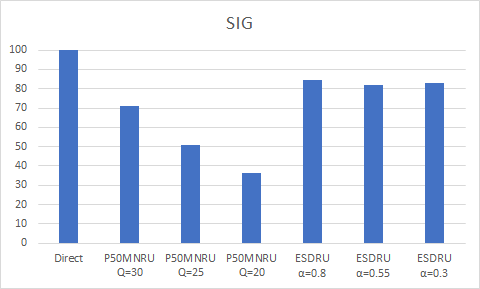 SIG
100
90
80
70
60
50
40
30
20
10
0
Direct
P50MNRU
Q=30
P50MNRU
Q=25
P50MNRU
Q=20
ESDRU
α=0.8
ESDRU
α=0.55
ESDRU
α=0.3